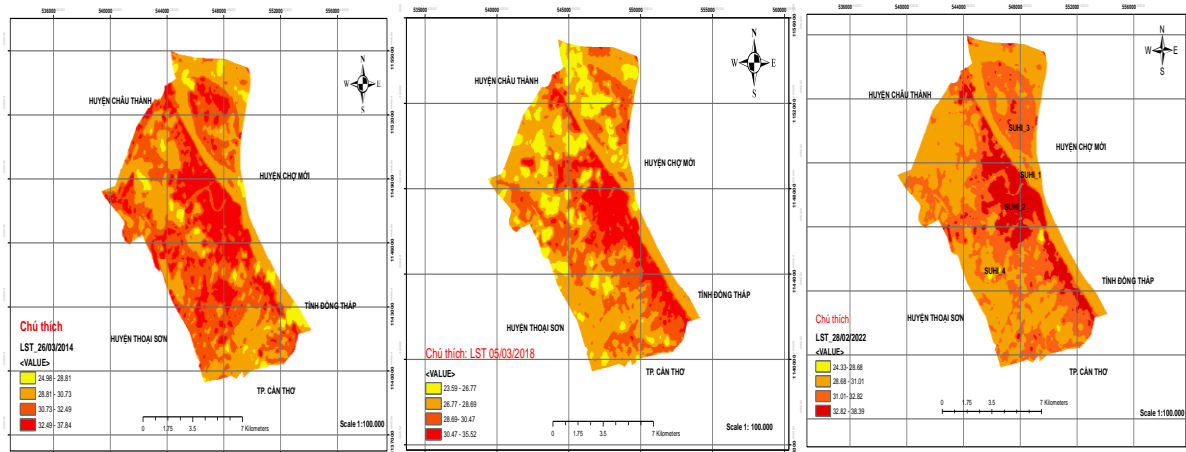 536000 540000 544000 548000 552000 556000
N
W E
S
HUYỆN CHÂU THÀNH
HUYỆN CHỢ MỚI
TỈNH ĐỒNG THÁP
HUYỆN THOẠI SƠN
TP. CẦN THƠ
Chú thích
LST_26/03/2014
<VALUE>
24.98 - 28.81
28.81 - 30.73
30.73 - 32.49
32.49 - 37.84
0 1.75 3.5 7 Kilometers
Scale 1:100.000
535000 540000 545000 550000 555000 560000
N
W E
S
HUYỆN CHÂU THÀNH
HUYỆN CHỢ MỚI
TỈNH ĐỒNG THÁP
HUYỆN THOẠI SƠN
TP. CẦN THƠ
Chú thích: LST 05/03/2018
<VALUE>
23.59 - 26.77
26.77 - 28.69
28.69- 30.47
30.47 - 35.52
0 1.75 3.5 7 Kilometers
Scale 1: 100.000
536000 540000 544000 548000 552000 556000
N
W E
S
HUYỆN CHÂU THÀNH
SUHI_3
HUYỆN CHỢ MỚI
SUHI_1
SUHI_2
SUHI_4
TỈNH ĐỒNG THÁP
HUYỆN THOẠI SƠN
TP. CẦN THƠ
Chú thích
LST_28/02/2022
<VALUE>
24.33- 28.68
28.68 - 31.01
31.01 - 32.82
32.82 - 38.39
0 1.75 3.5 7 Kilometers
Scale 1:100.000